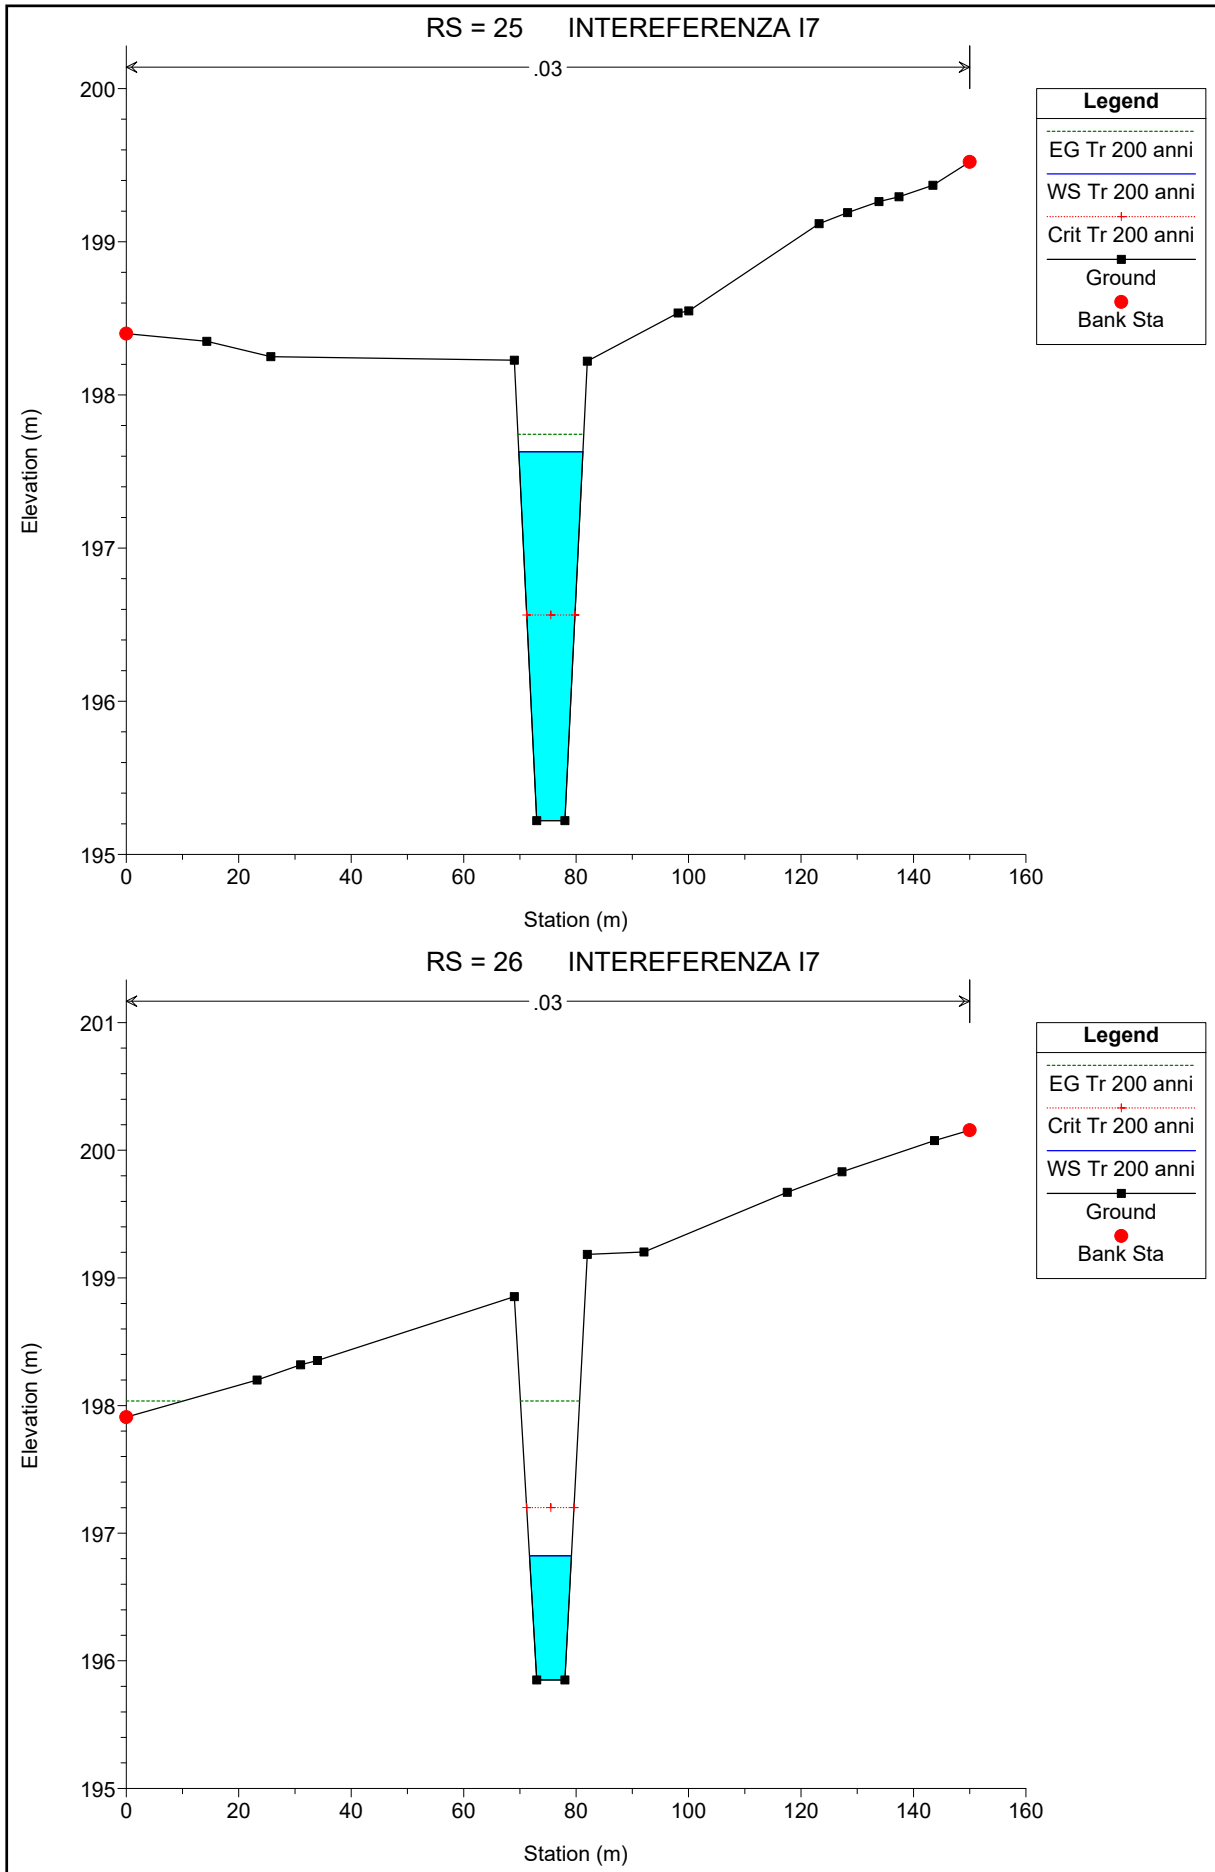 RS = 25 INTEREFERENZA I7
.03
200
199
198
197
196
195
Elevation (m)
0 20 40 60 80 100 120 140 160
Station (m)
Legend
EG Tr 200 anni
WS Tr 200 anni
Crit Tr 200 anni
Ground
Bank Sta
RS = 26 INTEREFERENZA I7
.03
201
200
199
198
197
196
195
Elevation (m)
0 20 40 60 80 100 120 140 160
Station (m)
Legend
EG Tr 200 anni
Crit Tr 200 anni
WS Tr 200 anni
Ground
Bank Sta